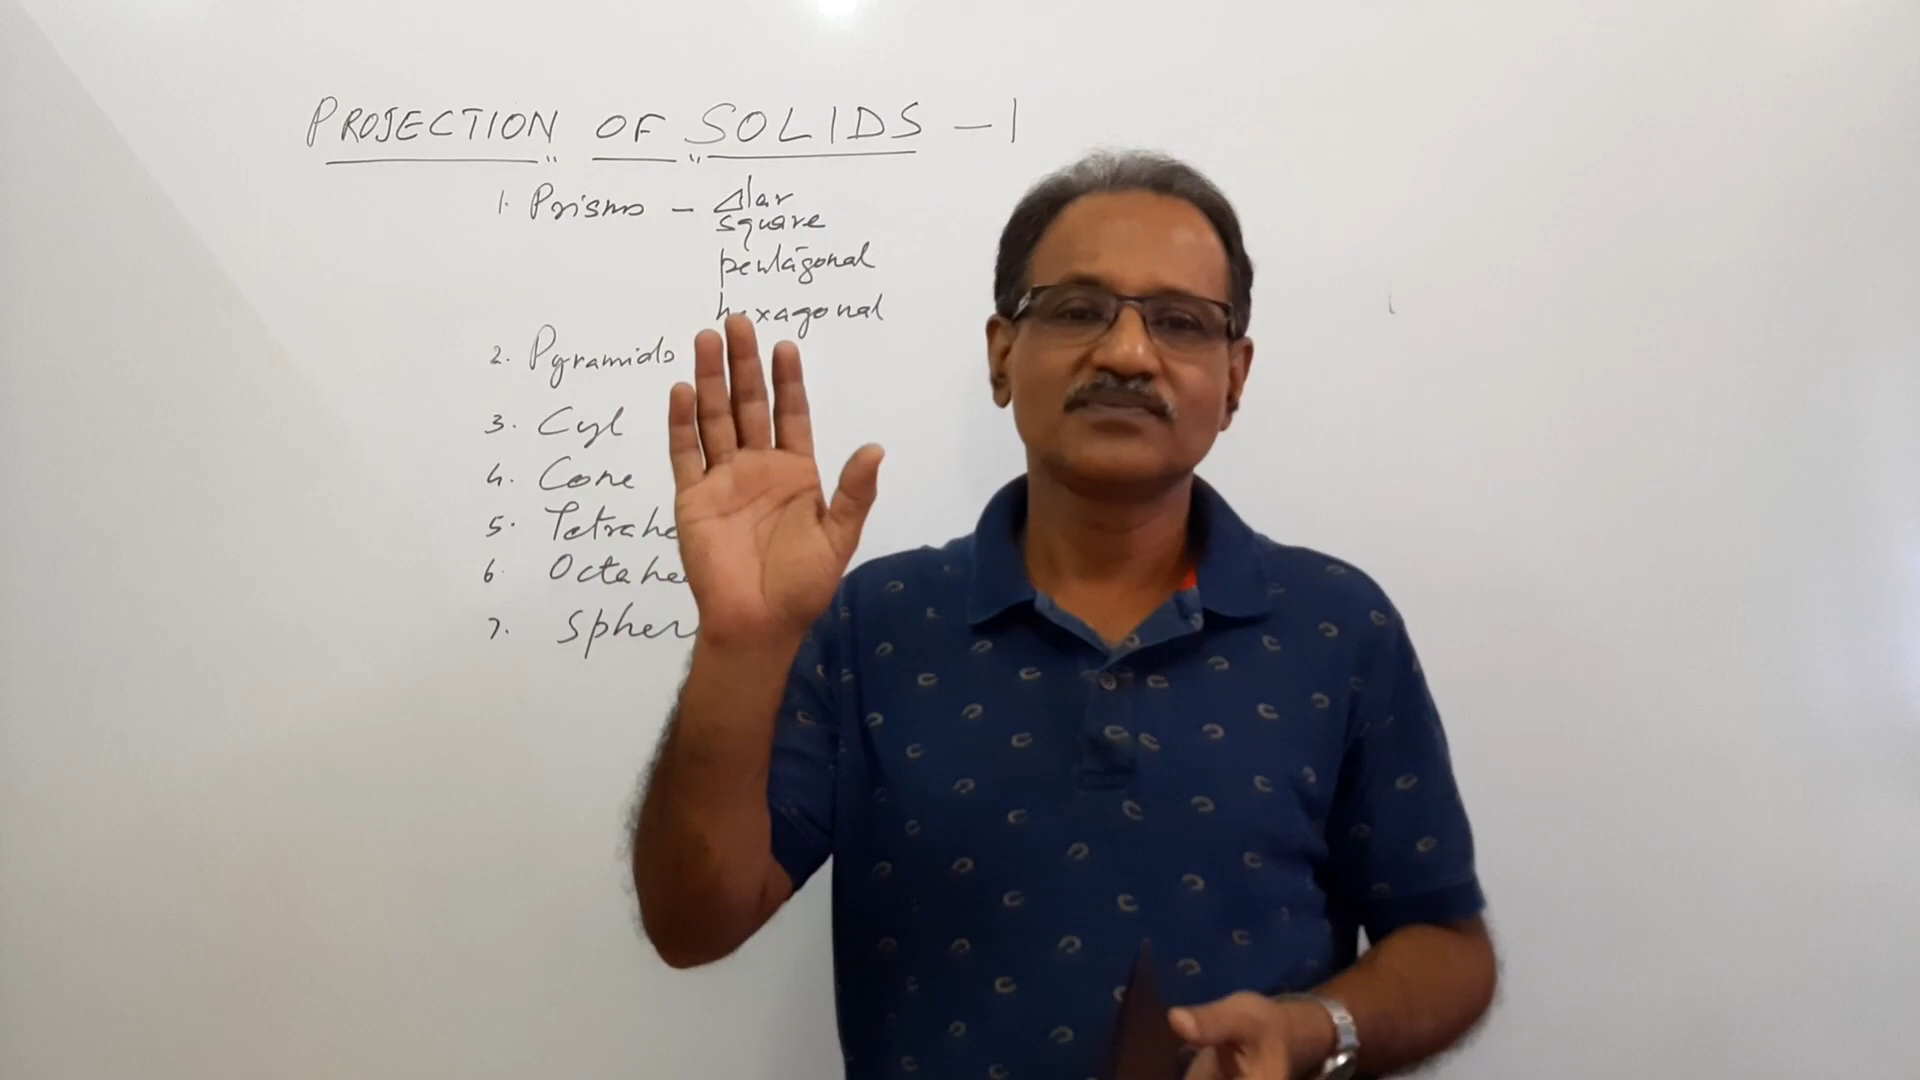 PROJECTION OF SOLIDS - 1
1. Prisms - Δlar
square
pentagonal
hexagonal
2. Pyramids
3. Cyl
4. Cone
5. Tetrahe
6. Octahe
7. Spher